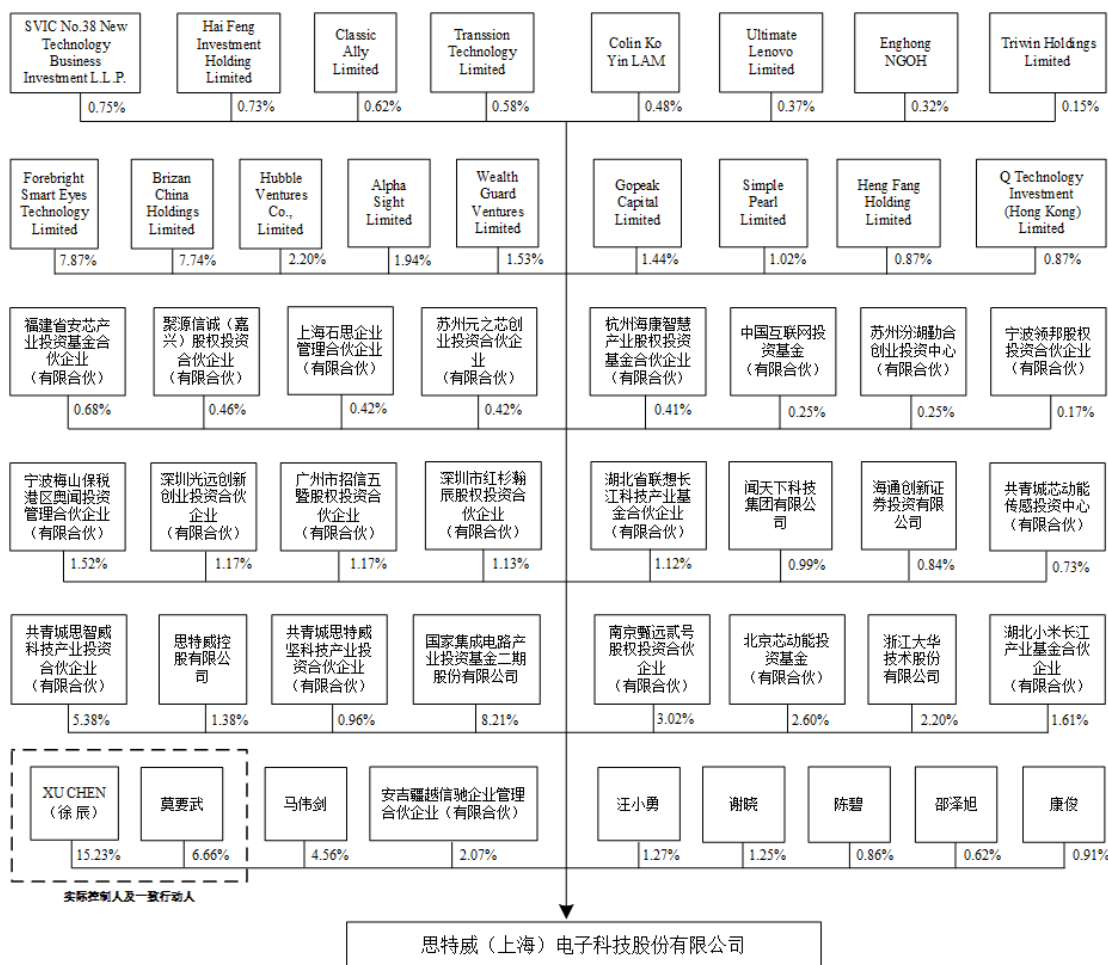 SVIC No.38 New
Technology
Business
Investment L.L.P.
0.75%
Hai Feng
Investment
Holding
Limited
0.73%
Classic
Ally
Limited
0.62%
Transsion
Technology
Limited
0.58%
Colin Ko
Yin LAM
0.48%
Ultimate
Lenovo
Limited
0.37%
Enghong
NGOH
0.32%
Triwin Holdings
Limited
0.15%
Forebright
Smart Eyes
Technology
Limited
7.87%
Brizan
China
Holdings
Limited
7.74%
Hubble
Ventures
Co.,
Limited
2.20%
Alpha
Sight
Limited
1.94%
Wealth
Guard
Ventures
Limited
1.53%
Gopeak
Capital
Limited
1.44%
Simple
Pearl
Limited
1.02%
Heng Fang
Holding
Limited
0.87%
Q Technology
Investment
(Hong Kong)
Limited
0.87%
福建省安芯产
业投资基金合
伙企业
（有限合伙）
0.68%
聚源信诚（嘉
兴）股权投资
合伙企业
（有限合伙）
0.46%
上海石思企业
管理合伙企业
（有限合伙）
0.42%
苏州元之芯创
业投资合伙企
业
（有限合伙）
0.42%
杭州海康智慧
产业股权投资
基金合伙企业
（有限合伙）
0.41%
中国互联网投
资基金
（有限合伙）
0.25%
苏州汾湖勤合
创业投资中心
（有限合伙）
0.25%
宁波领邦股权
投资合伙企业
（有限合伙）
0.17%
宁波梅山保税
港区奥闻投资
管理合伙企业
（有限合伙）
1.52%
深圳光远创新
创业投资合伙
企业
（有限合伙）
1.17%
广州市招信五
暨股权投资合
伙企业
（有限合伙）
1.17%
深圳市红杉瀚
辰股权投资合
伙企业
（有限合伙）
1.13%
湖北省联想长
江科技产业基
金合伙企业
（有限合伙）
1.12%
闻天下科技
集团有限公
司
0.99%
海通创新证
券投资有限
公司
0.84%
共青城芯动能
传感投资中心
（有限合伙）
0.73%
共青城思智威
科技产业投资
合伙企业
（有限合伙）
5.38%
思特威控
股有限公
司
1.38%
共青城思特威
坚科技产业投
资合伙企业
（有限合伙）
0.96%
国家集成电路产
业投资基金二期
股份有限公司
8.21%
南京甄远贰号
股权投资合伙
企业
（有限合伙）
3.02%
北京芯动能投
资基金
（有限合伙）
2.60%
浙江大华
技术股份
有限公司
2.20%
湖北小米长江
产业基金合伙
企业
（有限合伙）
1.61%
XU CHEN
（徐辰）
15.23%
莫要武
6.66%
马伟剑
4.56%
安吉疆越信驰企业管理
合伙企业（有限合伙）
2.07%
汪小勇
1.27%
谢晓
1.25%
陈碧
0.86%
邵泽旭
0.62%
康俊
0.91%
实际控制人及一致行动人
思特威（上海）电子科技股份有限公司